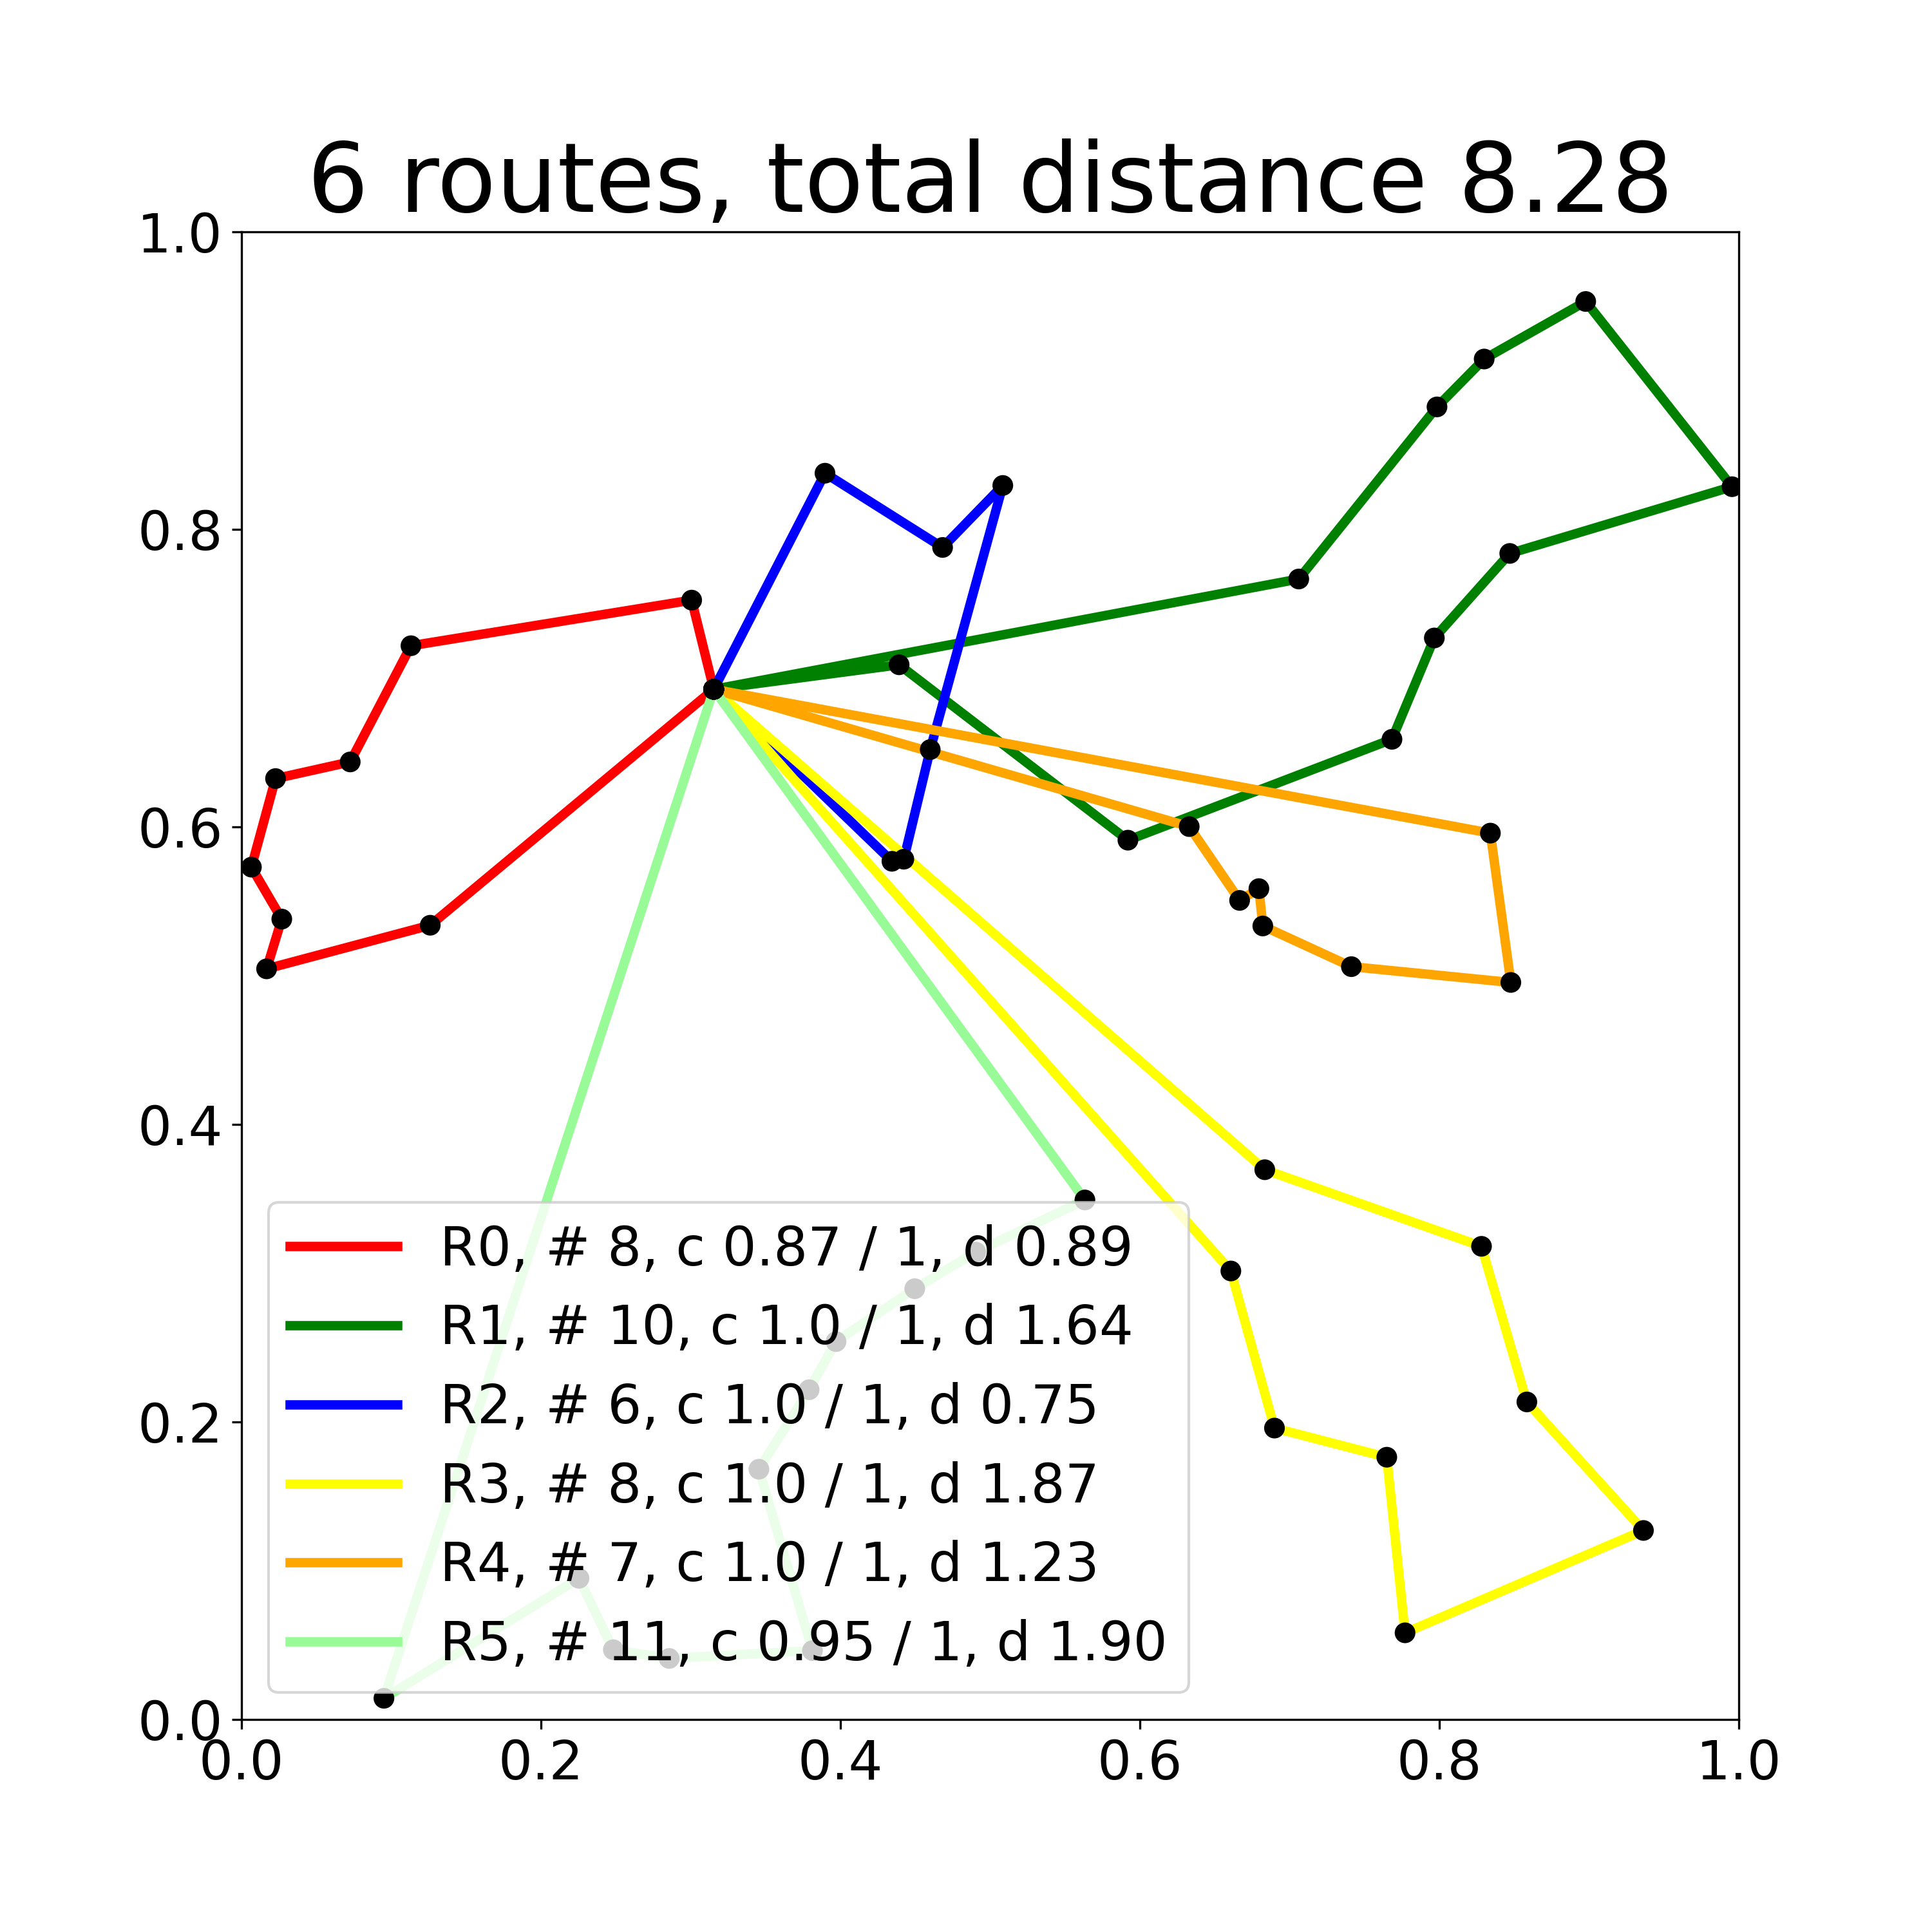 6 routes, total distance 8.28
1.0
0.8
0.6
0.4
0.2
0.0
R0, # 8, c 0.87 / 1, d 0.89
R1, # 10, c 1.0 / 1, d 1.64
R2, # 6, c 1.0 / 1, d 0.75
R3, # 8, c 1.0 / 1, d 1.87
R4, # 7, c 1.0 / 1, d 1.23
R5, # 11, c 0.95 / 1, d 1.90
0.0 0.2 0.4 0.6 0.8 1.0